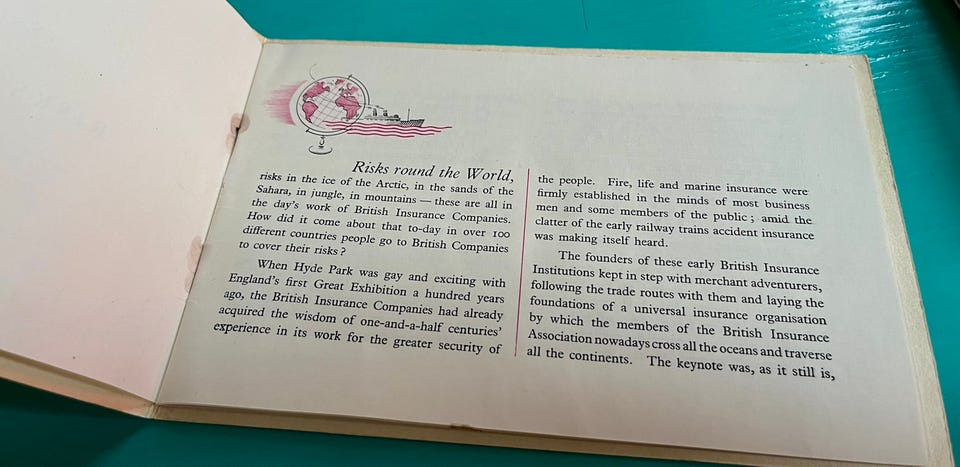 Risks round the World,
risks in the ice of the Arctic, in the sands of the
Sahara, in jungle, in mountains — these are all in
the day's work of British Insurance Companies.
How did it come about that to-day in over 100
different countries people go to British Companies
to cover their risks ?
When Hyde Park was gay and exciting with
England's first Great Exhibition a hundred years
ago, the British Insurance Companies had already
acquired the wisdom of one-and-a-half centuries'
experience in its work for the greater security of
the people. Fire, life and marine insurance were
firmly established in the minds of most business
men and some members of the public ; amid the
clatter of the early railway trains accident insurance
was making itself heard.
The founders of these early British Insurance
Institutions kept in step with merchant adventurers,
following the trade routes with them and laying the
foundations of a universal insurance organisation
by which the members of the British Insurance
Association nowadays cross all the oceans and traverse
all the continents. The keynote was, as it still is,